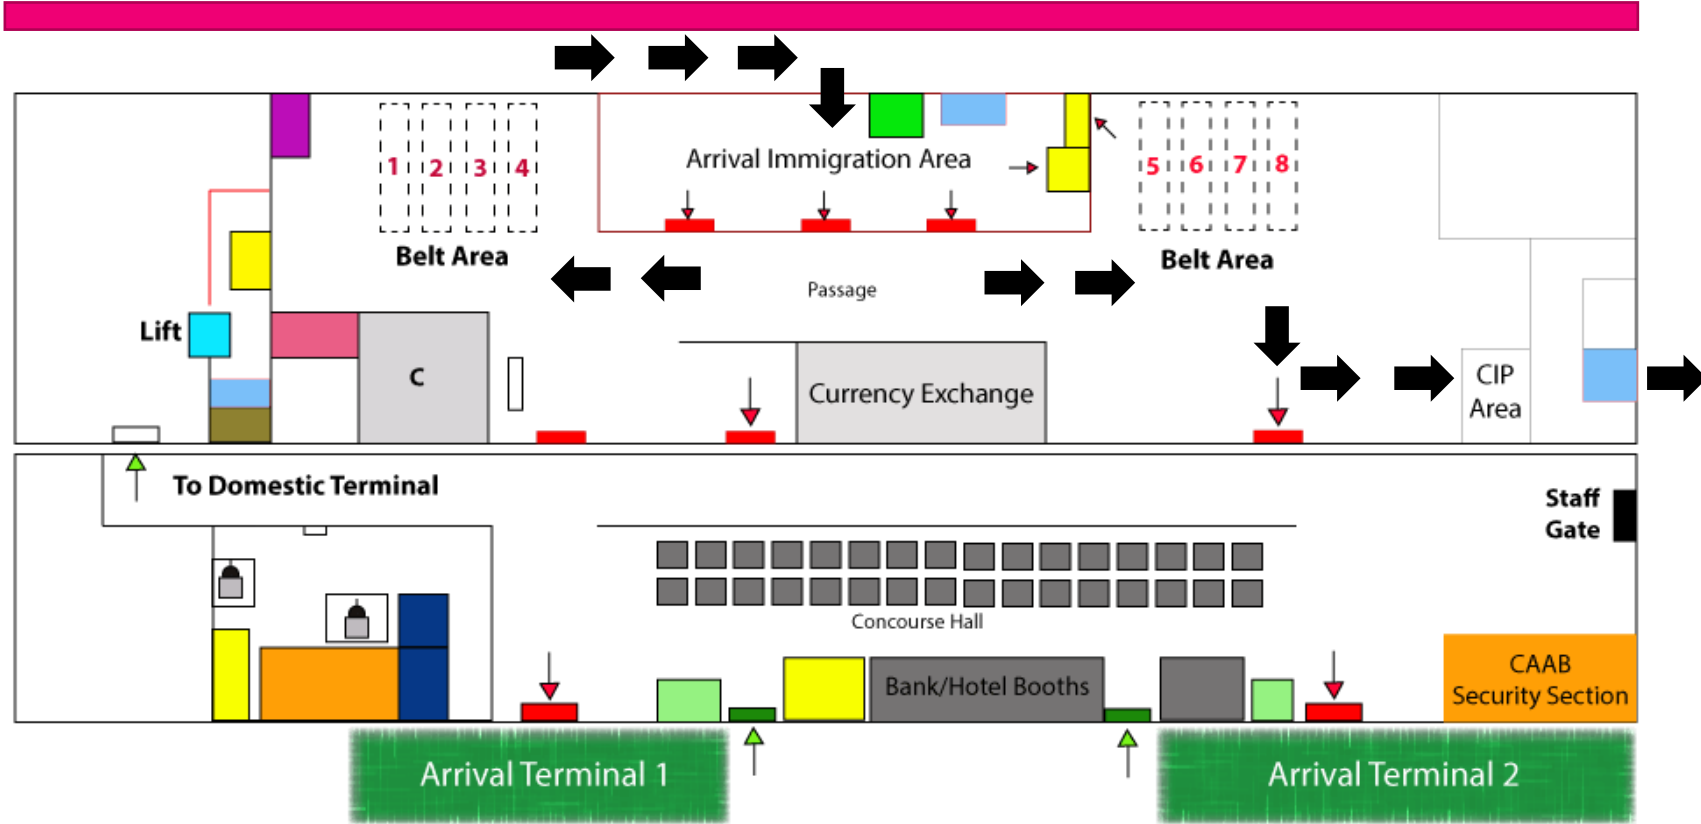 Arrival Immigration Area
1 2 3 4
5 6 7 8
Belt Area
Belt Area
Passage
Lift
C
Currency Exchange
CIP
Area
To Domestic Terminal
Staff
Gate
Concourse Hall
Bank/Hotel Booths
CAAB
Security Section
Arrival Terminal 1
Arrival Terminal 2